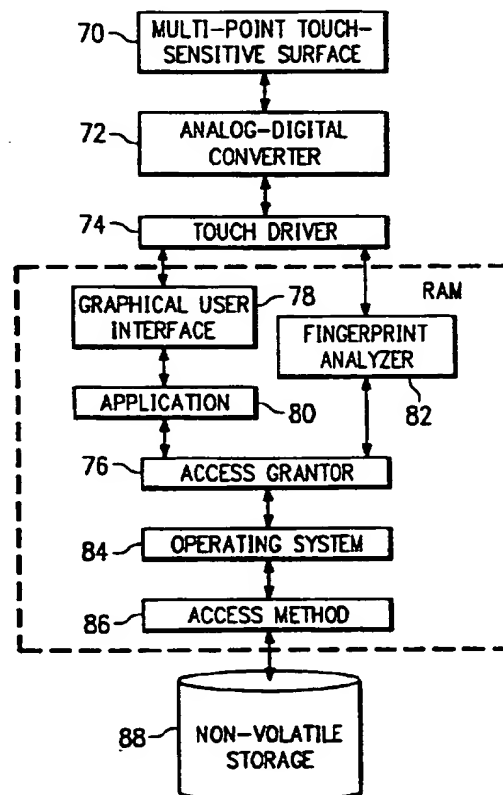 70
MULTI-POINT TOUCH-
SENSITIVE SURFACE
72
ANALOG-DIGITAL
CONVERTER
74
TOUCH DRIVER
RAM
GRAPHICAL USER
INTERFACE
78
FINGERPRINT
ANALYZER
82
APPLICATION
80
76
ACCESS GRANTOR
84
OPERATING SYSTEM
86
ACCESS METHOD
88
NON-VOLATILE
STORAGE